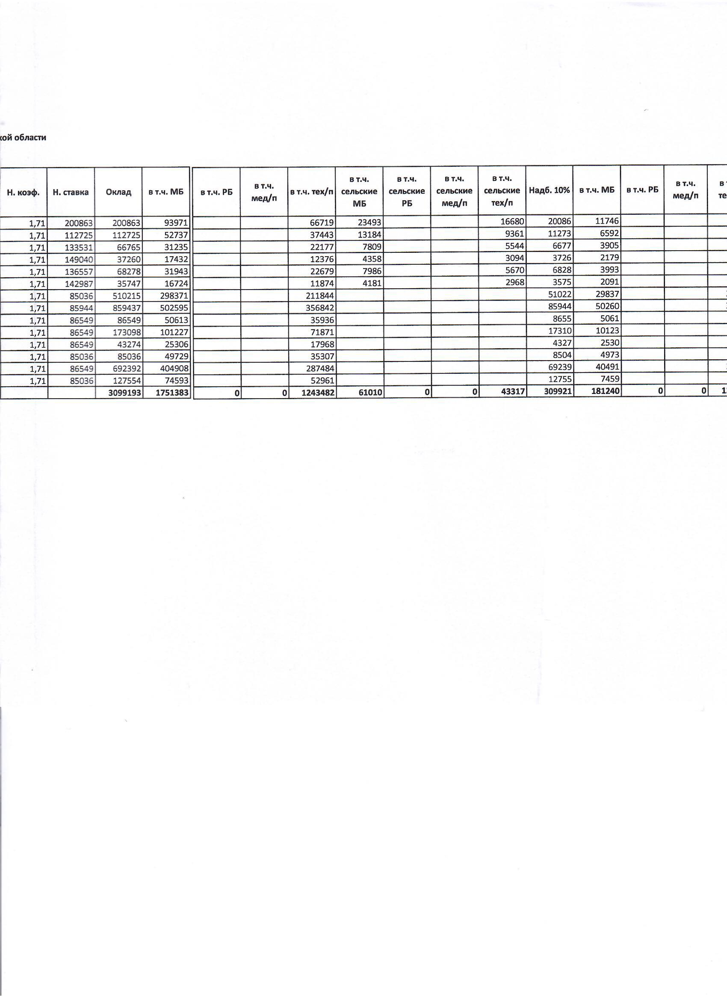 кой области
Н. коэф. Н. ставка Оклад в т.ч. МБ в т.ч. РБ в т.ч. мед/п в т.ч. тех/п в т.ч. сельские МБ в т.ч. сельские РБ в т.ч. сельские мед/п в т.ч. сельские тех/п Надб. 10% в т.ч. МБ в т.ч. РБ в т.ч. мед/п
1,71 200863 200863 93971 66719 23493 16680 20086 11746
1,71 112725 112725 52737 37443 13184 9361 11273 6592
1,71 133531 66765 31235 22177 7809 5544 6677 3905
1,71 149040 37260 17432 12376 4358 3094 3726 2179
1,71 136557 68278 31943 22679 7986 5670 6828 3993
1,71 142987 35747 16724 11874 4181 2968 3575 2091
1,71 85036 510215 298371 211844 51022 29837
1,71 85944 859437 502595 356842 85944 50260
1,71 86549 86549 50613 35936 8655 5061
1,71 86549 173098 101227 71871 17310 10123
1,71 86549 43274 25306 17968 4327 2530
1,71 85036 85036 49729 35307 8504 4973
1,71 86549 692392 404908 287484 69239 40491
1,71 85036 127554 74593 52961 12755 7459
3099193 1751383 0 0 1243482 61010 0 0 43317 309921 181240 0 0